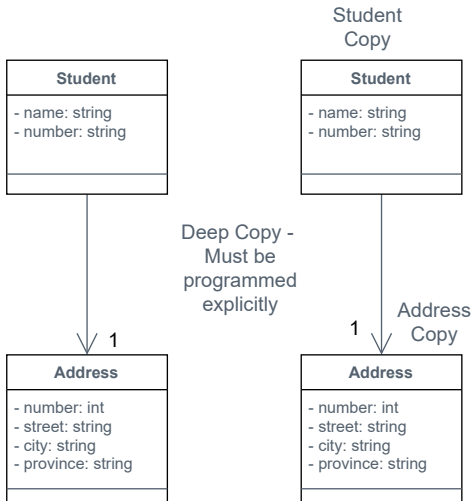 Student
Copy
Student
- name: string
- number: string
Student
- name: string
- number: string
Deep Copy -
Must be
programmed
explicitly
1
1
Address
Copy
Address
- number: int
- street: string
- city: string
- province: string
Address
- number: int
- street: string
- city: string
- province: string